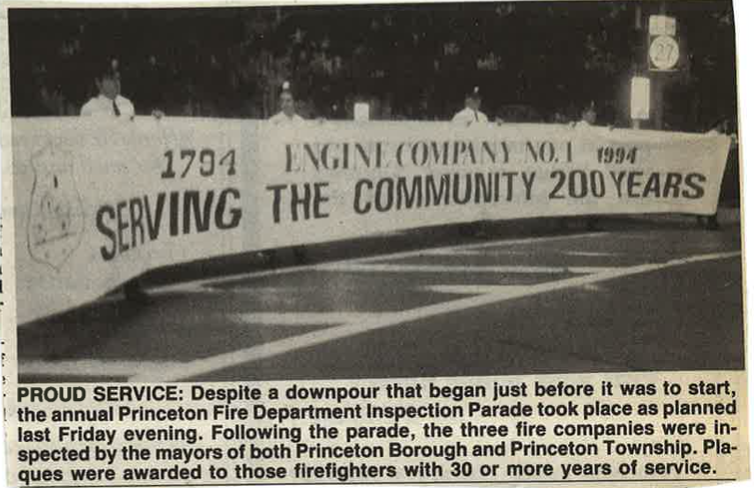 27
1794 ENGINE COMPANY NO. 1 1994
SERVING THE COMMUNITY 200 YEARS
PROUD SERVICE: Despite a downpour that began just before it was to start,
the annual Princeton Fire Department Inspection Parade took place as planned
last Friday evening. Following the parade, the three fire companies were in-
spected by the mayors of both Princeton Borough and Princeton Township. Pla-
ques were awarded to those firefighters with 30 or more years of service.